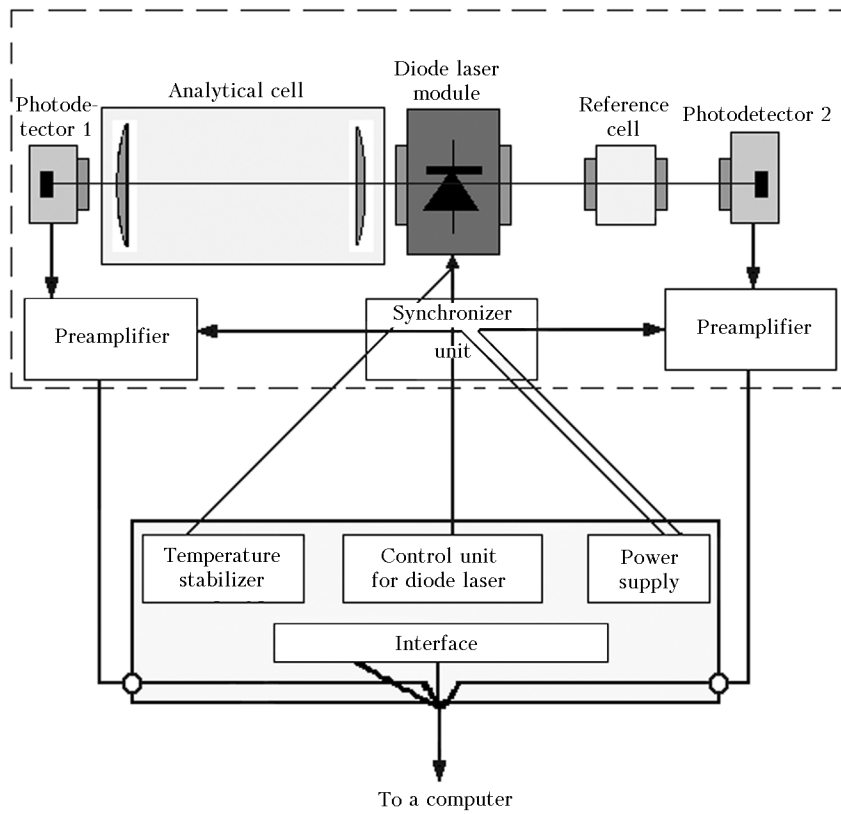 Photode-
tector 1
Analytical cell
Diode laser
module
Reference
cell
Photodetector 2
Preamplifier
Synchronizer
unit
Preamplifier
Temperature
stabilizer
Control unit
for diode laser
Power
supply
Interface
To a computer